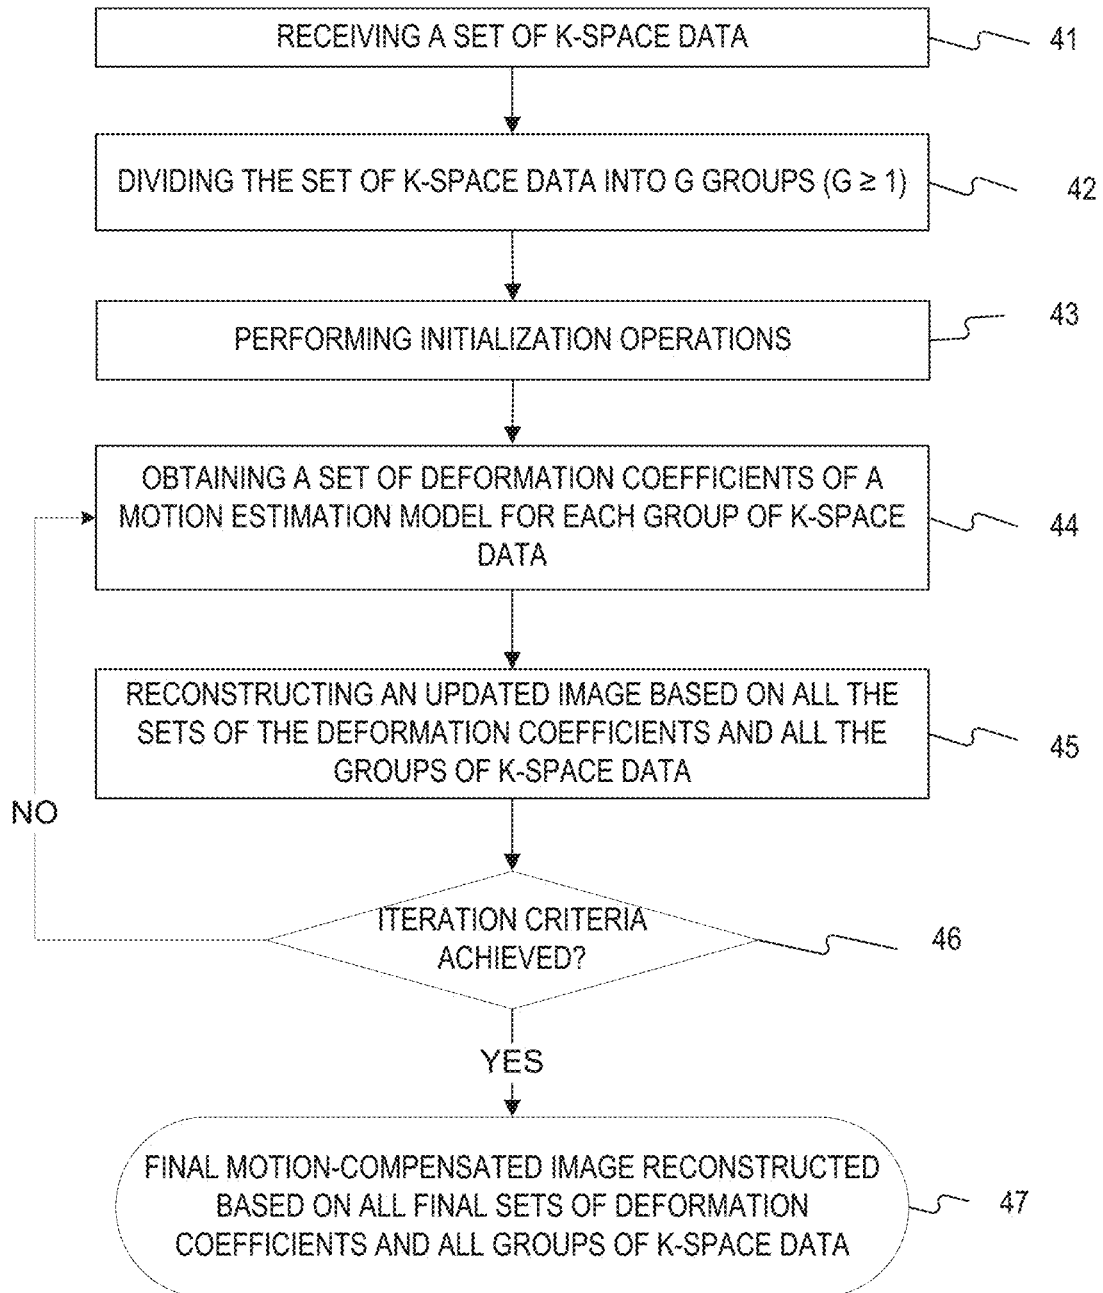 RECEIVING A SET OF K-SPACE DATA
41
DIVIDING THE SET OF K-SPACE DATA INTO G GROUPS (G ≥ 1)
42
PERFORMING INITIALIZATION OPERATIONS
43
OBTAINING A SET OF DEFORMATION COEFFICIENTS OF A
MOTION ESTIMATION MODEL FOR EACH GROUP OF K-SPACE
DATA
44
RECONSTRUCTING AN UPDATED IMAGE BASED ON ALL THE
SETS OF THE DEFORMATION COEFFICIENTS AND ALL THE
GROUPS OF K-SPACE DATA
45
NO
ITERATION CRITERIA
ACHIEVED?
46
YES
FINAL MOTION-COMPENSATED IMAGE RECONSTRUCTED
BASED ON ALL FINAL SETS OF DEFORMATION
COEFFICIENTS AND ALL GROUPS OF K-SPACE DATA
47